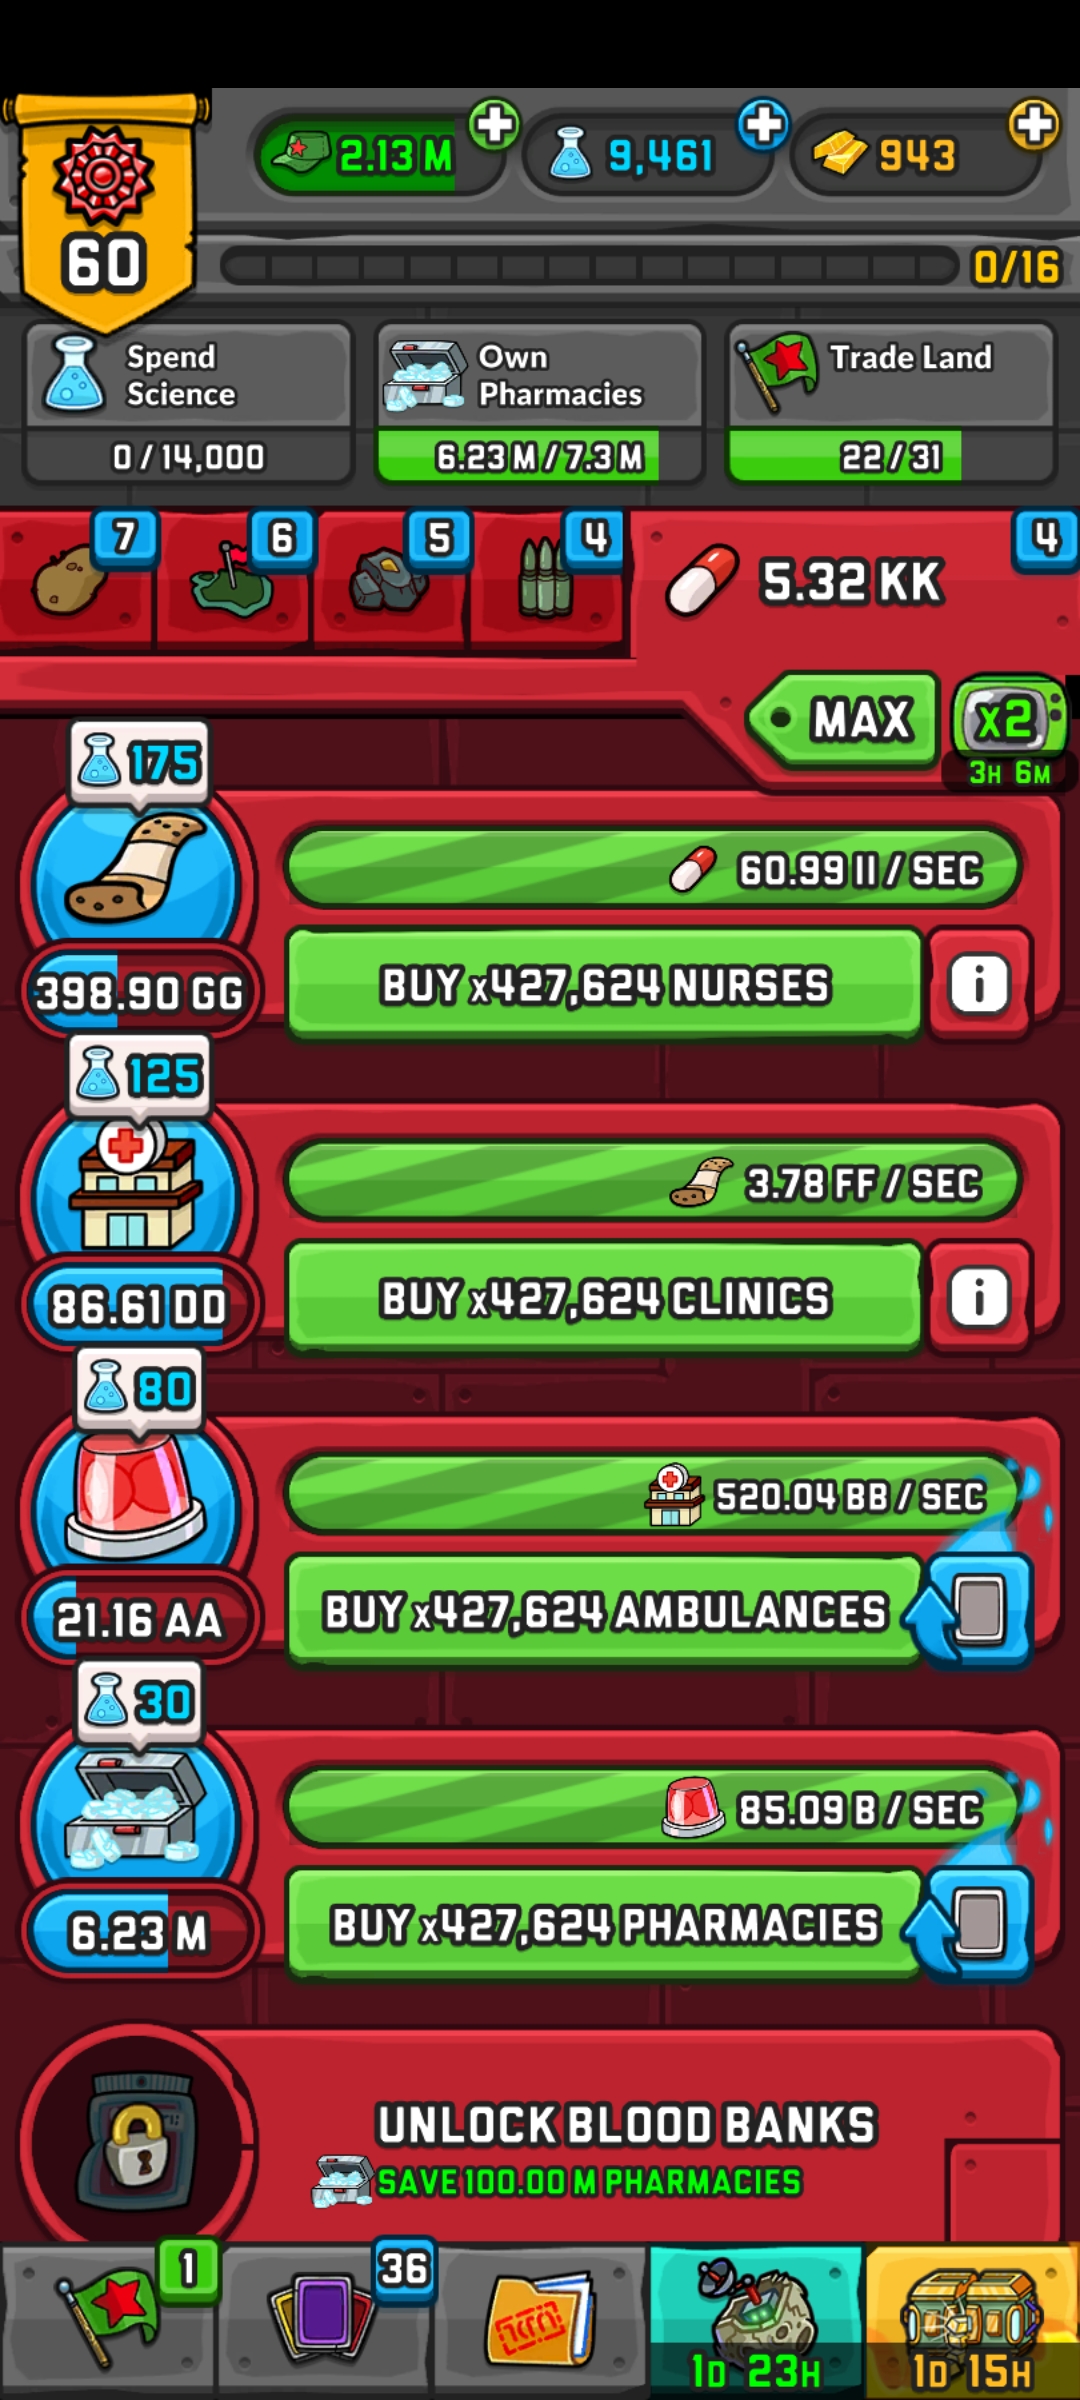 2.13 M
9,461
943
60
0/16
Spend
Science
Own
Pharmacies
Trade Land
0 / 14,000
6.23 M / 7.3 M
22 / 31
7
6
5
4
5.32 KK
4
MAX
x2
3H 6M
175
60.99 II / SEC
398.90 GG
BUY x427,624 NURSES
i
125
3.78 FF / SEC
86.61 DD
BUY x427,624 CLINICS
i
80
520.04 BB / SEC
21.16 AA
BUY x427,624 AMBULANCES
30
85.09 B / SEC
6.23 M
BUY x427,624 PHARMACIES
UNLOCK BLOOD BANKS
SAVE 100.00 M PHARMACIES
1
36
1D 23H
1D 15H